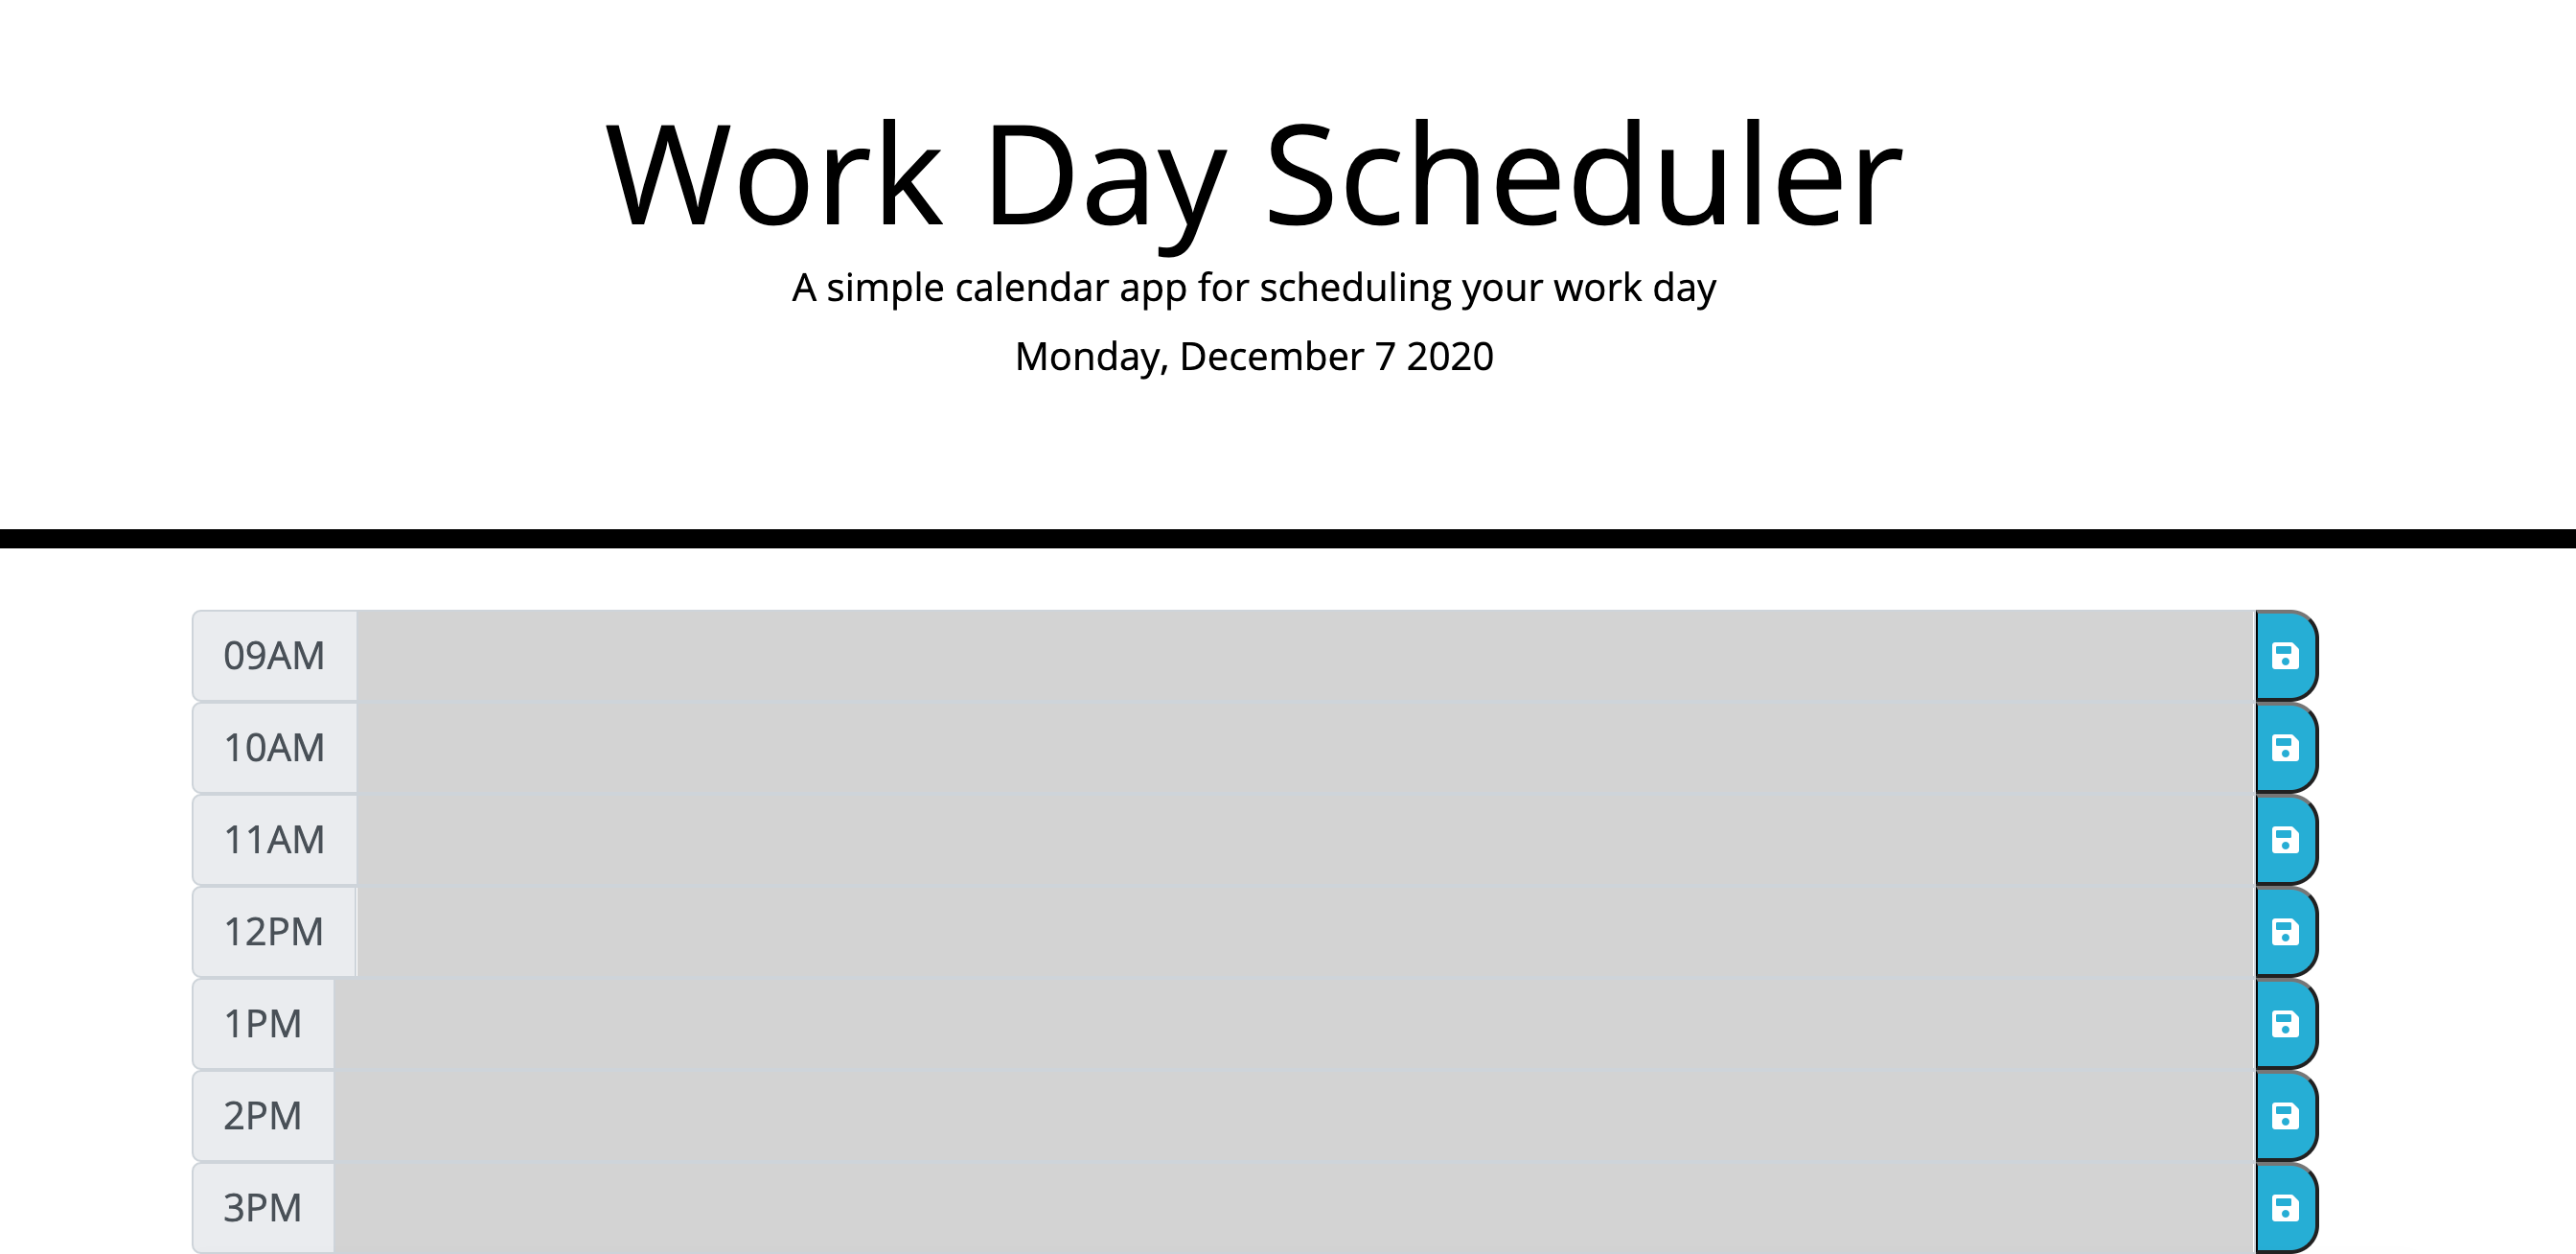 Work Day Scheduler
A simple calendar app for scheduling your work day
Monday, December 7 2020
09AM
10AM
11AM
12PM
1PM
2PM
3PM